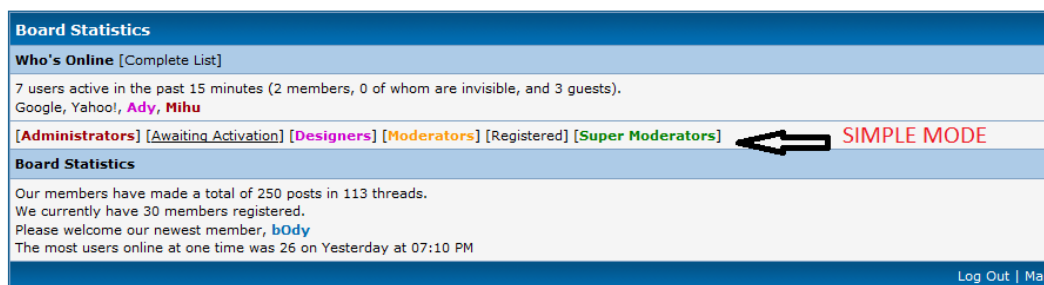 Board Statistics
Who's Online [Complete List]
7 users active in the past 15 minutes (2 members, 0 of whom are invisible, and 3 guests).
Google, Yahoo!, Ady, Mihu
[Administrators] [Awaiting Activation] [Designers] [Moderators] [Registered] [Super Moderators] SIMPLE MODE
Board Statistics
Our members have made a total of 250 posts in 113 threads.
We currently have 30 members registered.
Please welcome our newest member, bOdy
The most users online at one time was 26 on Yesterday at 07:10 PM
Log Out | Ma